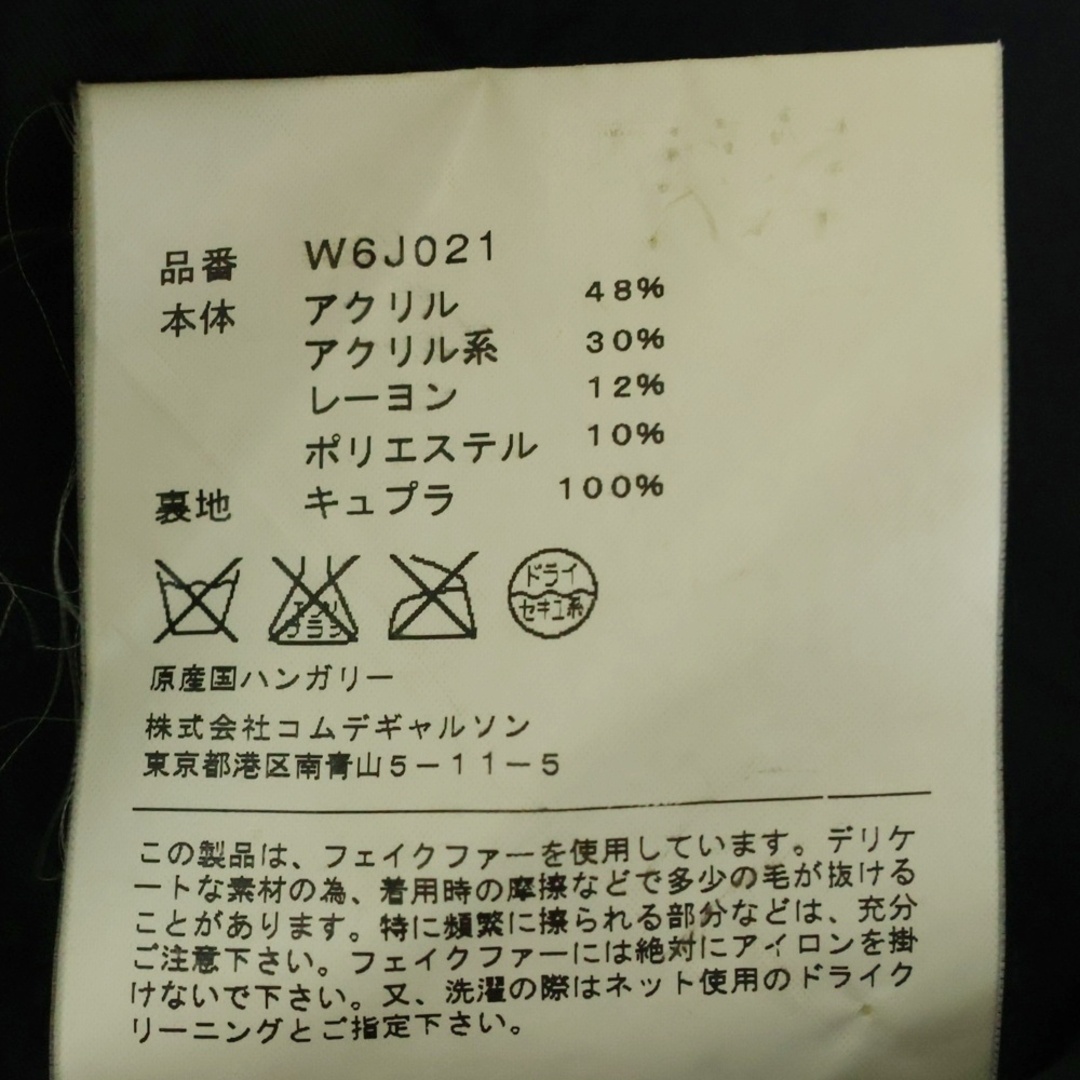 品番 W6J021
本体 アクリル 48%
アクリル系 30%
レーヨン 12%
ポリエステル 10%
裏地 キュプラ 100%
エンソ
ブラシ
ドライ
セキユ系
原産国ハンガリー
株式会社コムデギャルソン
東京都港区南青山5－11－5
この製品は、フェイクファーを使用しています。デリケ
ートな素材の為、着用時の摩擦などで多少の毛が抜ける
ことがあります。特に頻繁に擦られる部分などは、充分
ご注意下さい。フェイクファーには絶対にアイロンを掛
けないで下さい。又、洗濯の際はネット使用のドライク
リーニングとご指定下さい。